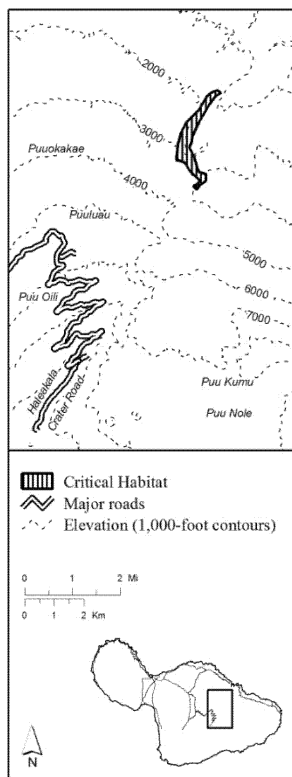 2000
3000
Puuokakae
4000
Puuluau
5000
6000
Puu Oili
7000
Haleakala
Crater Road
Puu Kumu
Puu Nole
Critical Habitat
Major roads
Elevation (1,000-foot contours)
0 1 2 Mi
0 1 2 Km
N